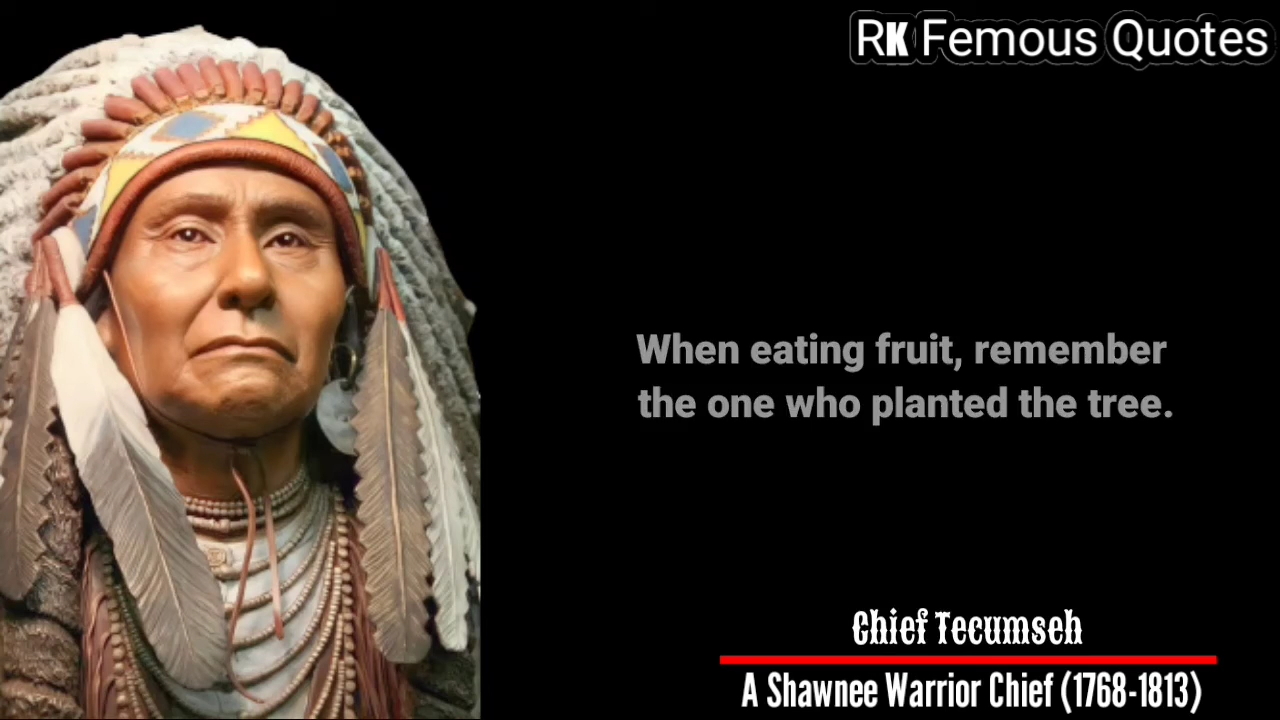 RK Femous Quotes
When eating fruit, remember
the one who planted the tree.
Chief Tecumseh
A Shawnee Warrior Chief (1768-1813)